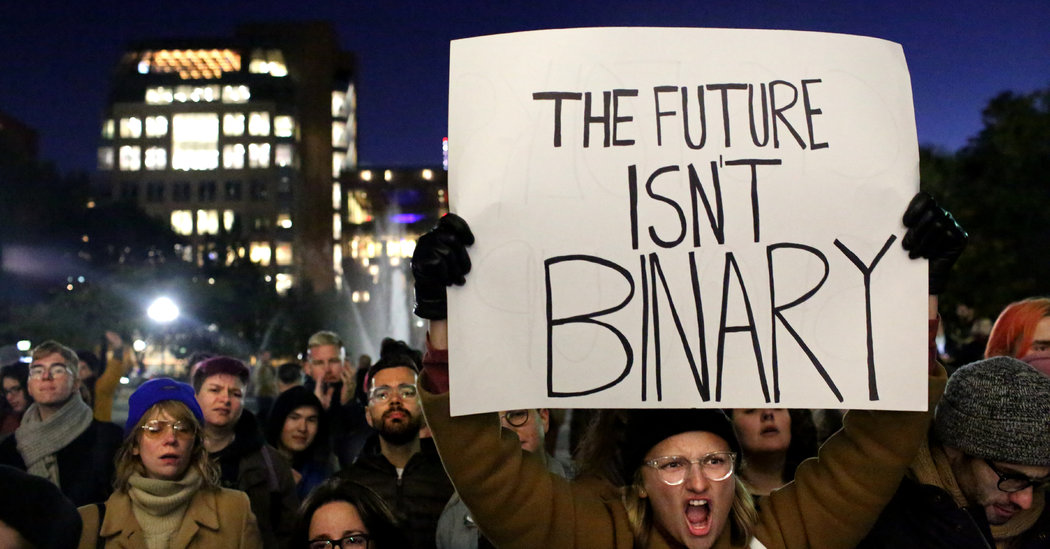 THE FUTURE
ISN'T
BINARY